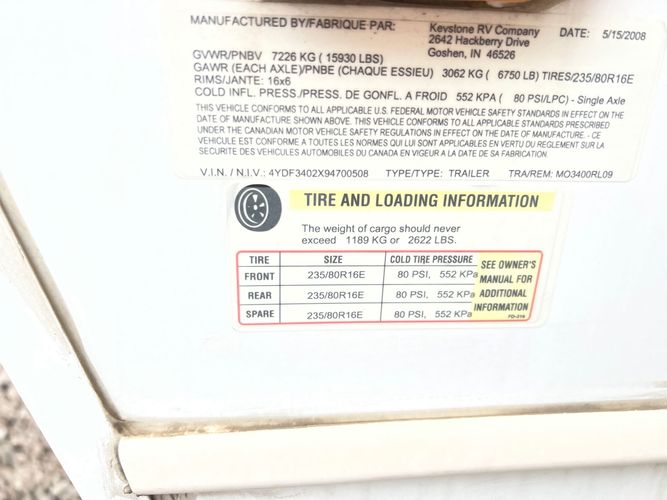 MANUFACTURED BY/FABRIQUE PAR: Keystone RV Company DATE: 5/15/2008
2642 Hackberry Drive
Goshen, IN 46526
GVWR/PNBV 7226 KG ( 15930 LBS)
GAWR (EACH AXLE)/PNBE (CHAQUE ESSIEU) 3062 KG ( 6750 LB) TIRES/235/80R16E
RIMS/JANTE: 16x6
COLD INFL. PRESS./PRESS. DE GONFL. A FROID 552 KPA ( 80 PSI/LPC) - Single Axle
THIS VEHICLE CONFORMS TO ALL APPLICABLE U.S. FEDERAL MOTOR VEHICLE SAFETY STANDARDS IN EFFECT ON THE
DATE OF MANUFACTURE SHOWN ABOVE. THIS VEHICLE CONFORMS TO ALL APPLICABLE STANDARDS PRESCRIBED
UNDER THE CANADIAN MOTOR VEHICLE SAFETY REGULATIONS IN EFFECT ON THE DATE OF MANUFACTURE. - CE
VEHICULE EST CONFORME A TOUTES LES NORMES QUI LUI SONT APPLICABLES EN VERTU DU REGLEMENT SUR LA
SECURITE DES VEHICULES AUTOMOBILES DU CANADA EN VIGEUR A LA DATE DE SA FABRICATION.
V.I.N. / N.I.V.: 4YDF3402X94700508 TYPE/TYPE: TRAILER TRA/REM: MO3400RL09
TIRE AND LOADING INFORMATION
The weight of cargo should never
exceed 1189 KG or 2622 LBS.
TIRE SIZE COLD TIRE PRESSURE
FRONT 235/80R16E 80 PSI, 552 KPa
REAR 235/80R16E 80 PSI, 552 KPa
SPARE 235/80R16E 80 PSI, 552 KPa
SEE OWNER'S
MANUAL FOR
ADDITIONAL
INFORMATION